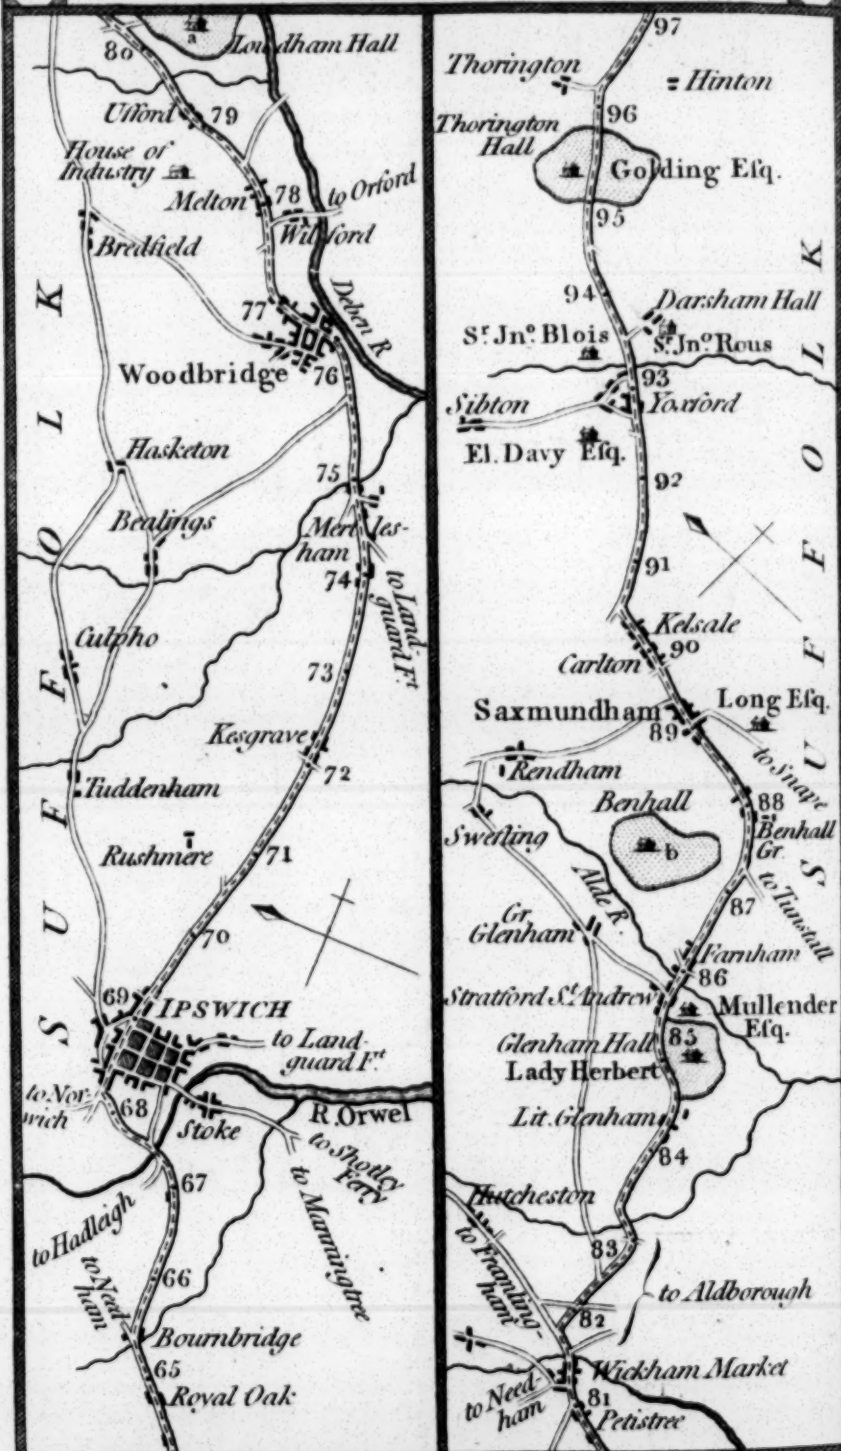 80
a
Loudham Hall
Ufford
79
House of
Industry
Melton
78
to Orford
Wilford
Bredfield
77
Deben R
Woodbridge
76
Hasketon
75
Bealings
Mertlesham
74
to Landguard Ft
Culpho
73
Kesgrave
72
Tuddenham
Rushmere
71
70
69
IPSWICH
to Landguard Ft.
to Norwich
68
Stoke
R. Orwel
to Shotley
Ferry
67
to Manningtree
to Hadleigh
66
to Needham
Bournbridge
65
Royal Oak
SUFFOLK
97
Thorington
Hinton
96
Thorington
Hall
Golding Esq.
95
94
Darsham Hall
Sr. Jno. Blois
Sr. Jno. Rous
93
Sibton
Yoxford
El. Davy Esq.
92
91
Kelsale
90
Carlton
Long Esq.
Saxmundham
89
to Snape
Rendham
88
Benhall
Benhall
Gr.
Swefling
b
Alde R.
to Tunstall
87
Gr.
Glenham
Farnham
86
Stratford St. Andrew
Mullender
Esq.
85
Glenham Hall
Lady Herbert
Lit. Glenham
84
Hutcheston
83
to Framlingham
to Aldborough
82
Wickham Market
to Needham
81
Petistree
SUFFOLK